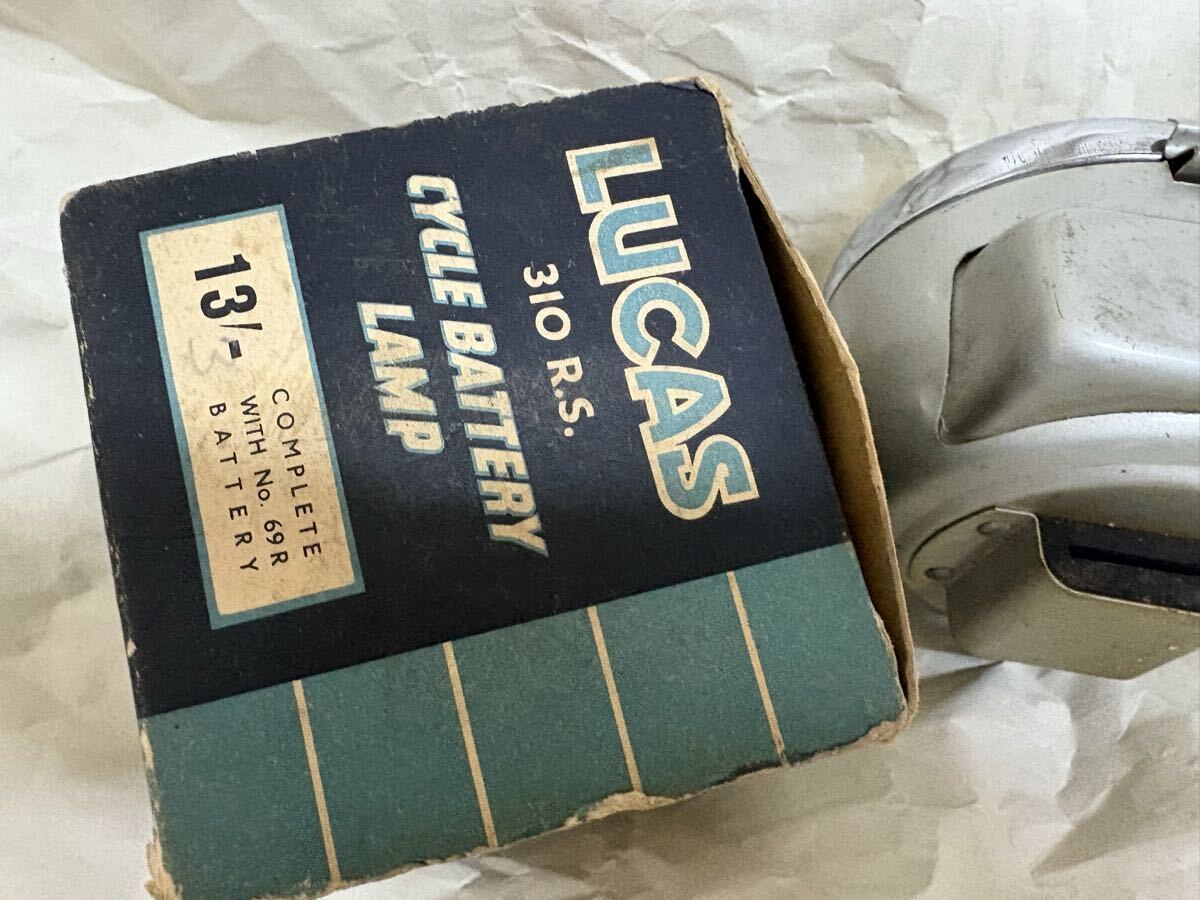 LUCAS
310 R.S.
CYCLE BATTERY
LAMP
13/-
COMPLETE
WITH No. 69R
BATTERY